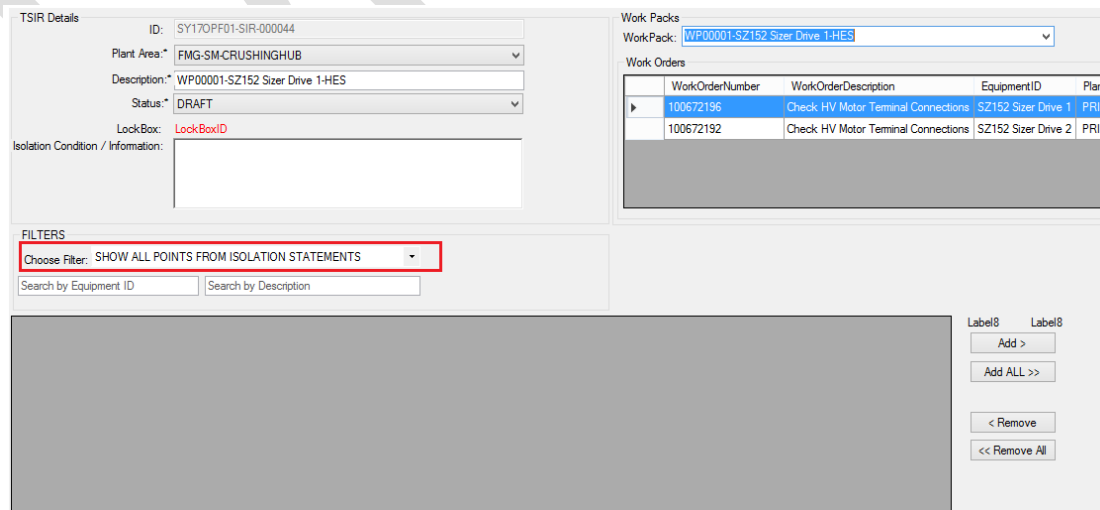 TSIR Details
ID: SY17OPF01-SIR-000044
Plant Area:* FMG-SM-CRUSHINGHUB
Description:* WP00001-SZ152 Sizer Drive 1-HES
Status:* DRAFT
LockBox: LockBoxID
Isolation Condition / Information:
Work Packs
WorkPack: WP00001-SZ152 Sizer Drive 1-HES
Work Orders
WorkOrderNumber WorkOrderDescription EquipmentID Plan
100672196 Check HV Motor Terminal Connections SZ152 Sizer Drive 1 PRI
100672192 Check HV Motor Terminal Connections SZ152 Sizer Drive 2 PRI
FILTERS
Choose Filter: SHOW ALL POINTS FROM ISOLATION STATEMENTS
Search by Equipment ID Search by Description
Label8 Label8
Add >
Add ALL >>
< Remove
<< Remove All